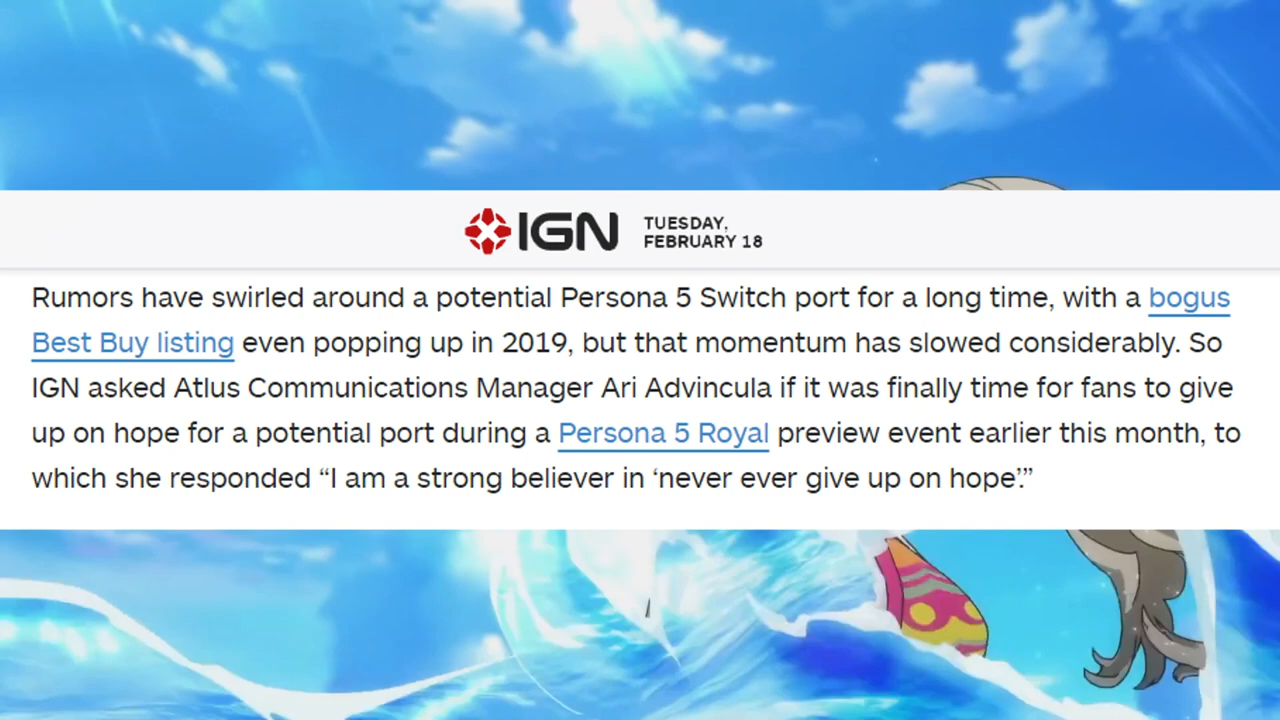 IGN
TUESDAY,
FEBRUARY 18
Rumors have swirled around a potential Persona 5 Switch port for a long time, with a bogus
Best Buy listing even popping up in 2019, but that momentum has slowed considerably. So
IGN asked Atlus Communications Manager Ari Advincula if it was finally time for fans to give
up on hope for a potential port during a Persona 5 Royal preview event earlier this month, to
which she responded “I am a strong believer in ‘never ever give up on hope’.”